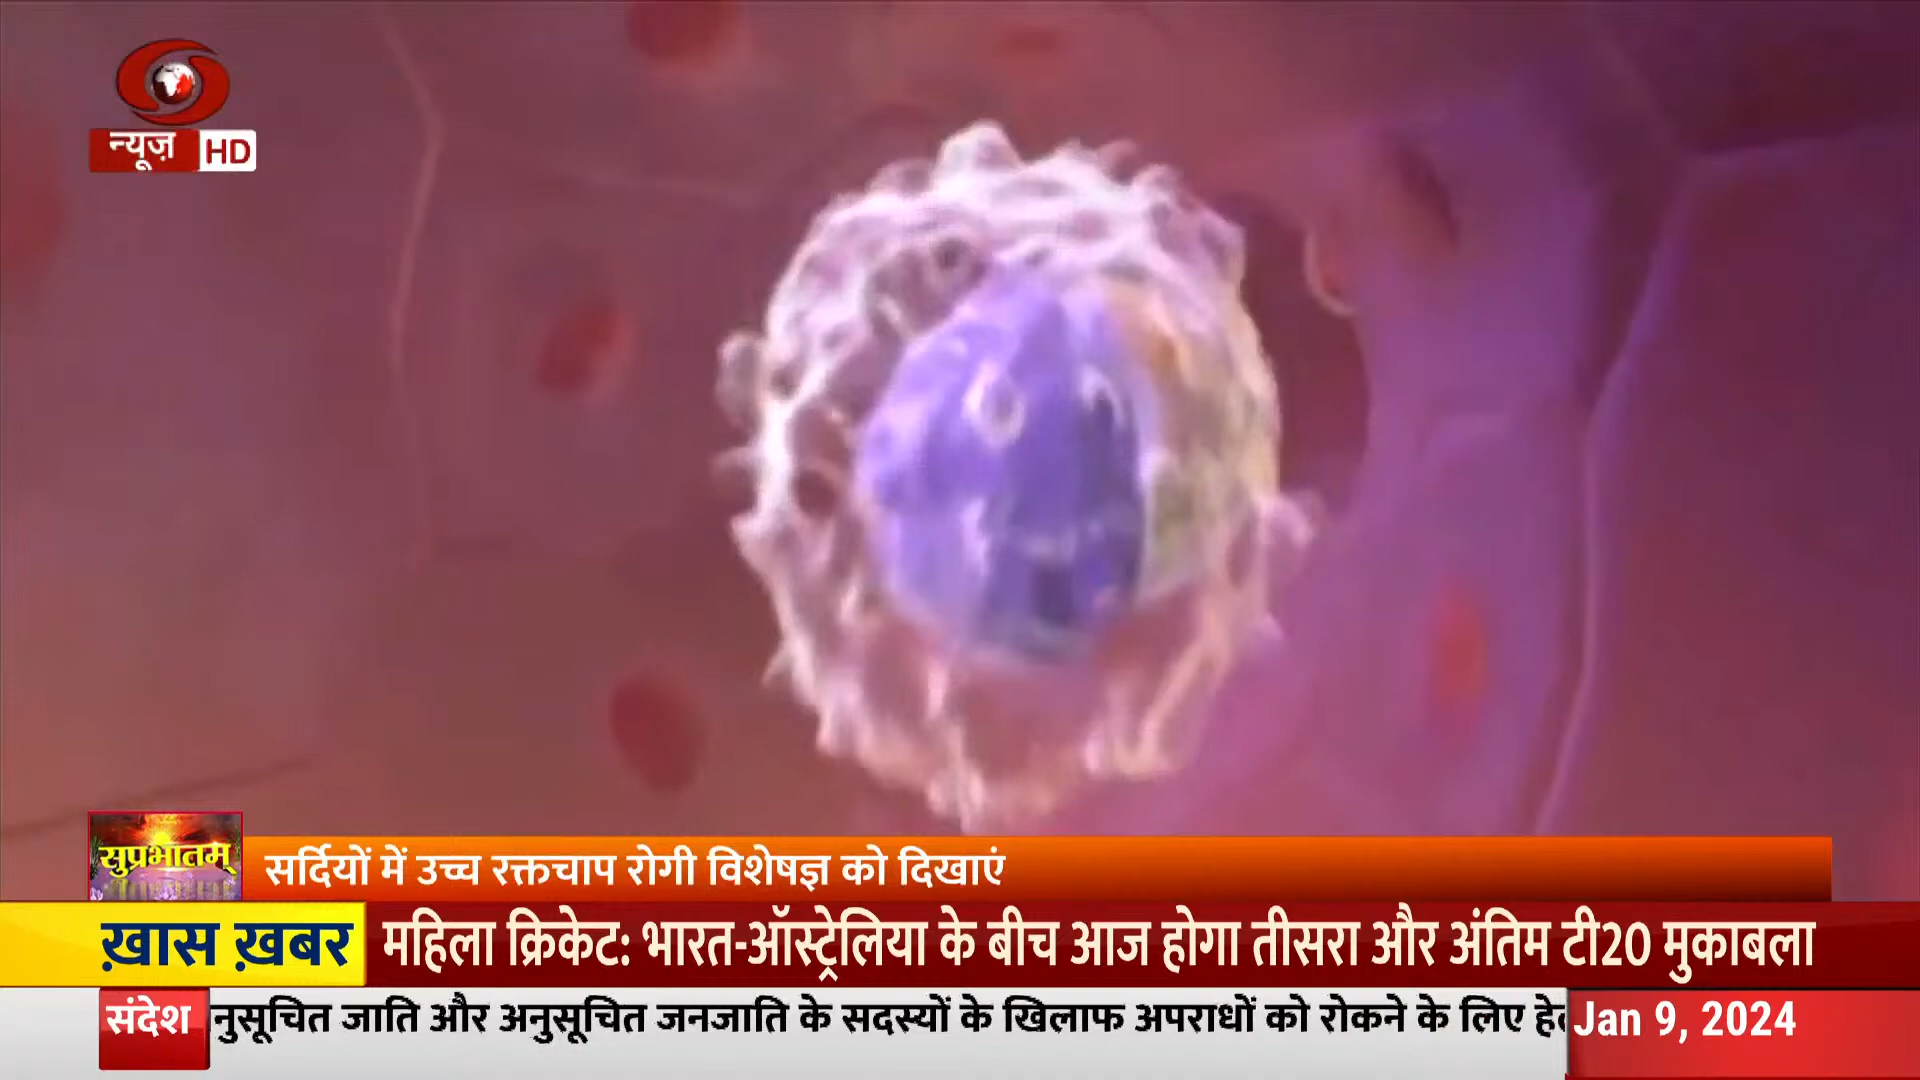 न्यूज़ HD
सुप्रभातम्
सर्दियों में उच्च रक्तचाप रोगी विशेषज्ञ को दिखाएं
ख़ास ख़बर
महिला क्रिकेट: भारत-ऑस्ट्रेलिया के बीच आज होगा तीसरा और अंतिम टी20 मुकाबला
संदेश
नुसूचित जाति और अनुसूचित जनजाति के सदस्यों के खिलाफ अपराधों को रोकने के लिए
Jan 9, 2024